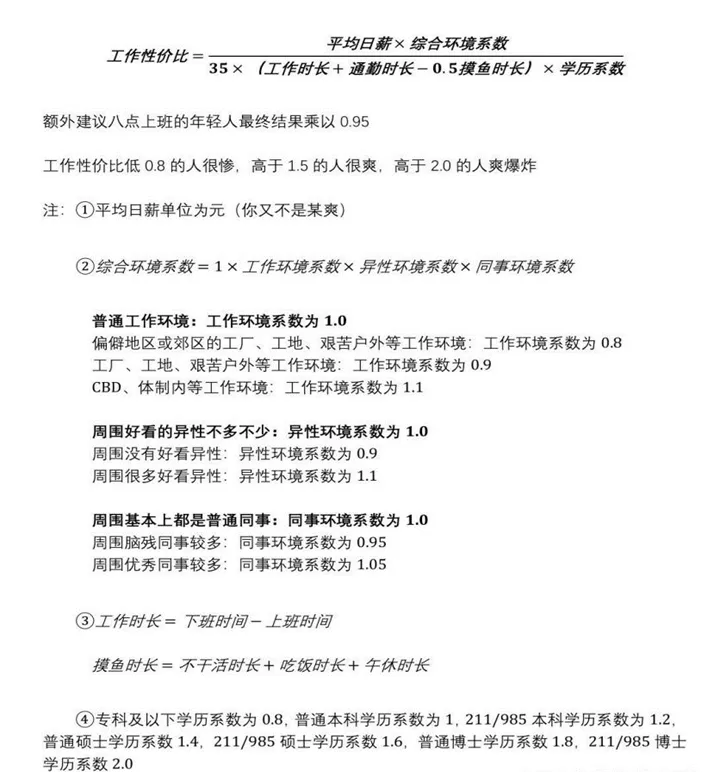 工作性价比 = 平均日薪 × 综合环境系数 / 35 × （工作时长 + 通勤时长 − 0.5摸鱼时长） × 学历系数
额外建议八点上班的年轻人最终结果乘以 0.95
工作性价比低 0.8 的人很惨，高于 1.5 的人很爽，高于 2.0 的人爽爆炸
注：①平均日薪单位为元（你又不是某爽）
②综合环境系数 = 1 × 工作环境系数 × 异性环境系数 × 同事环境系数
普通工作环境：工作环境系数为 1.0
偏僻地区或郊区的工厂、工地、艰苦户外等工作环境：工作环境系数为 0.8
工厂、工地、艰苦户外等工作环境：工作环境系数为 0.9
CBD、体制内等工作环境：工作环境系数为 1.1
周围好看的异性不多不少：异性环境系数为 1.0
周围没有好看异性：异性环境系数为 0.9
周围很多好看异性：异性环境系数为 1.1
周围基本上都是普通同事：同事环境系数为 1.0
周围脑残同事较多：同事环境系数为 0.95
周围优秀同事较多：同事环境系数为 1.05
③工作时长 = 下班时间 − 上班时间
摸鱼时长 = 不干活时长 + 吃饭时长 + 午休时长
④专科及以下学历系数为 0.8，普通本科学历系数为 1，211/985 本科学历系数为 1.2，
普通硕士学历系数 1.4，211/985 硕士学历系数 1.6，普通博士学历系数 1.8，211/985 博士
学历系数 2.0